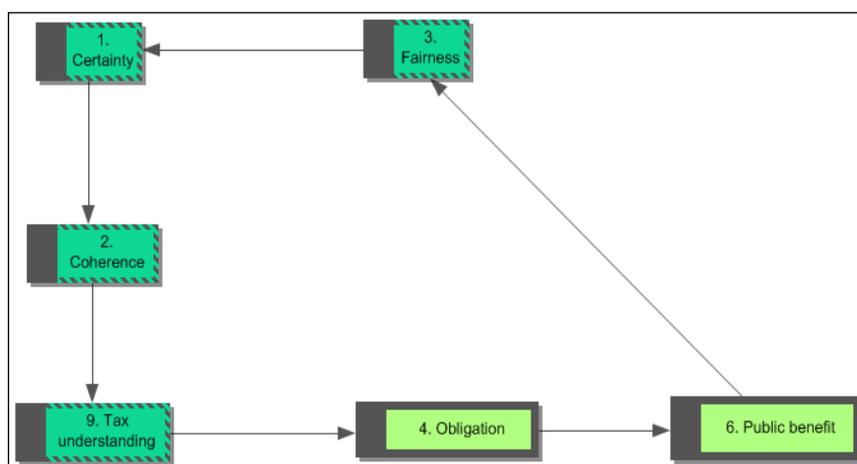 1.
Certainty
3.
Fairness
2.
Coherence
9. Tax
understanding
4. Obligation
6. Public benefit